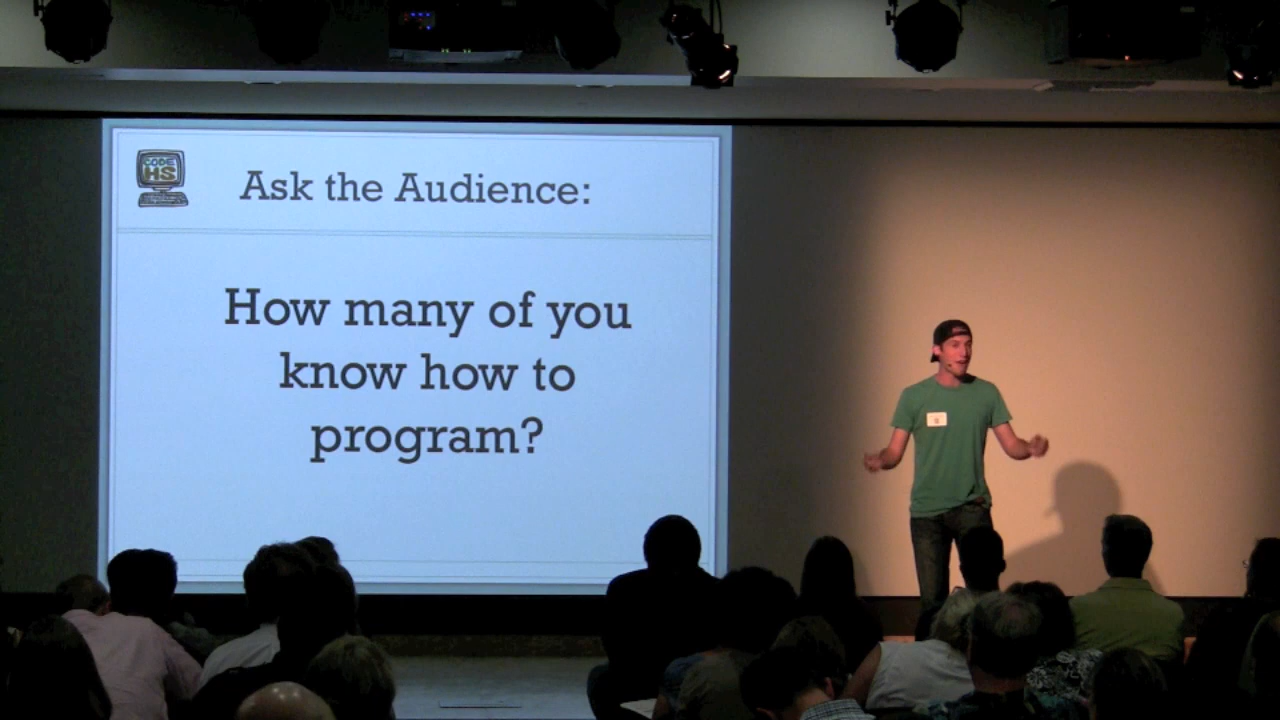 CODE
HS
Ask the Audience:
How many of you
know how to
program?